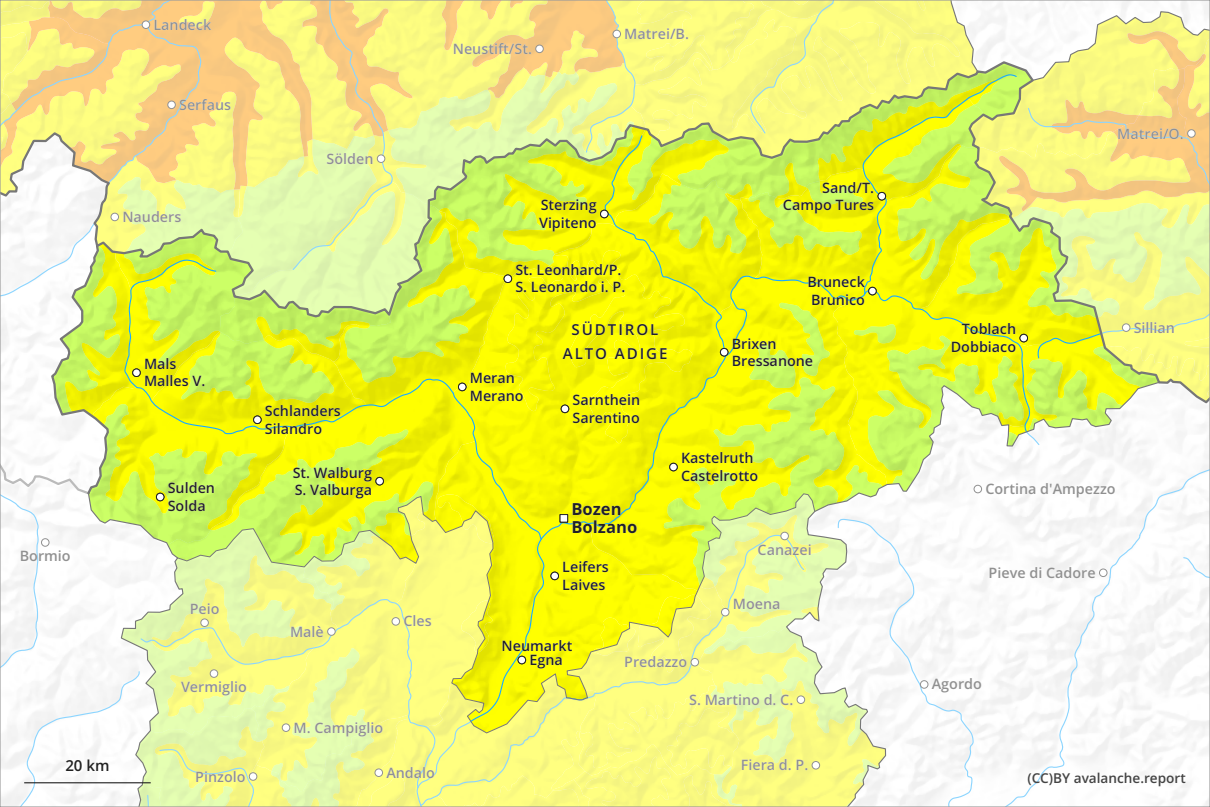 Landeck
Matrei/B.
Neustift/St.
Serfaus
Matrei/O.
Sölden
Sand/T.
Campo Tures
Nauders
Sterzing
Vipiteno
St. Leonhard/P.
S. Leonardo i. P.
Bruneck
Brunico
SÜDTIROL
ALTO ADIGE
Toblach
Dobbiaco
Sillian
Brixen
Bressanone
Mals
Malles V.
Meran
Merano
Sarnthein
Sarentino
Schlanders
Silandro
Kastelruth
Castelrotto
St. Walburg
S. Valburga
Sulden
Solda
Cortina d'Ampezzo
Bozen
Bolzano
Bormio
Canazei
Leifers
Laives
Pieve di Cadore
Peio
Moena
Malè
Cles
Neumarkt
Egna
Predazzo
Vermiglio
Agordo
S. Martino d. C.
M. Campiglio
20 km
Pinzolo
Andalo
Fiera d. P.
(CC)BY avalanche.report